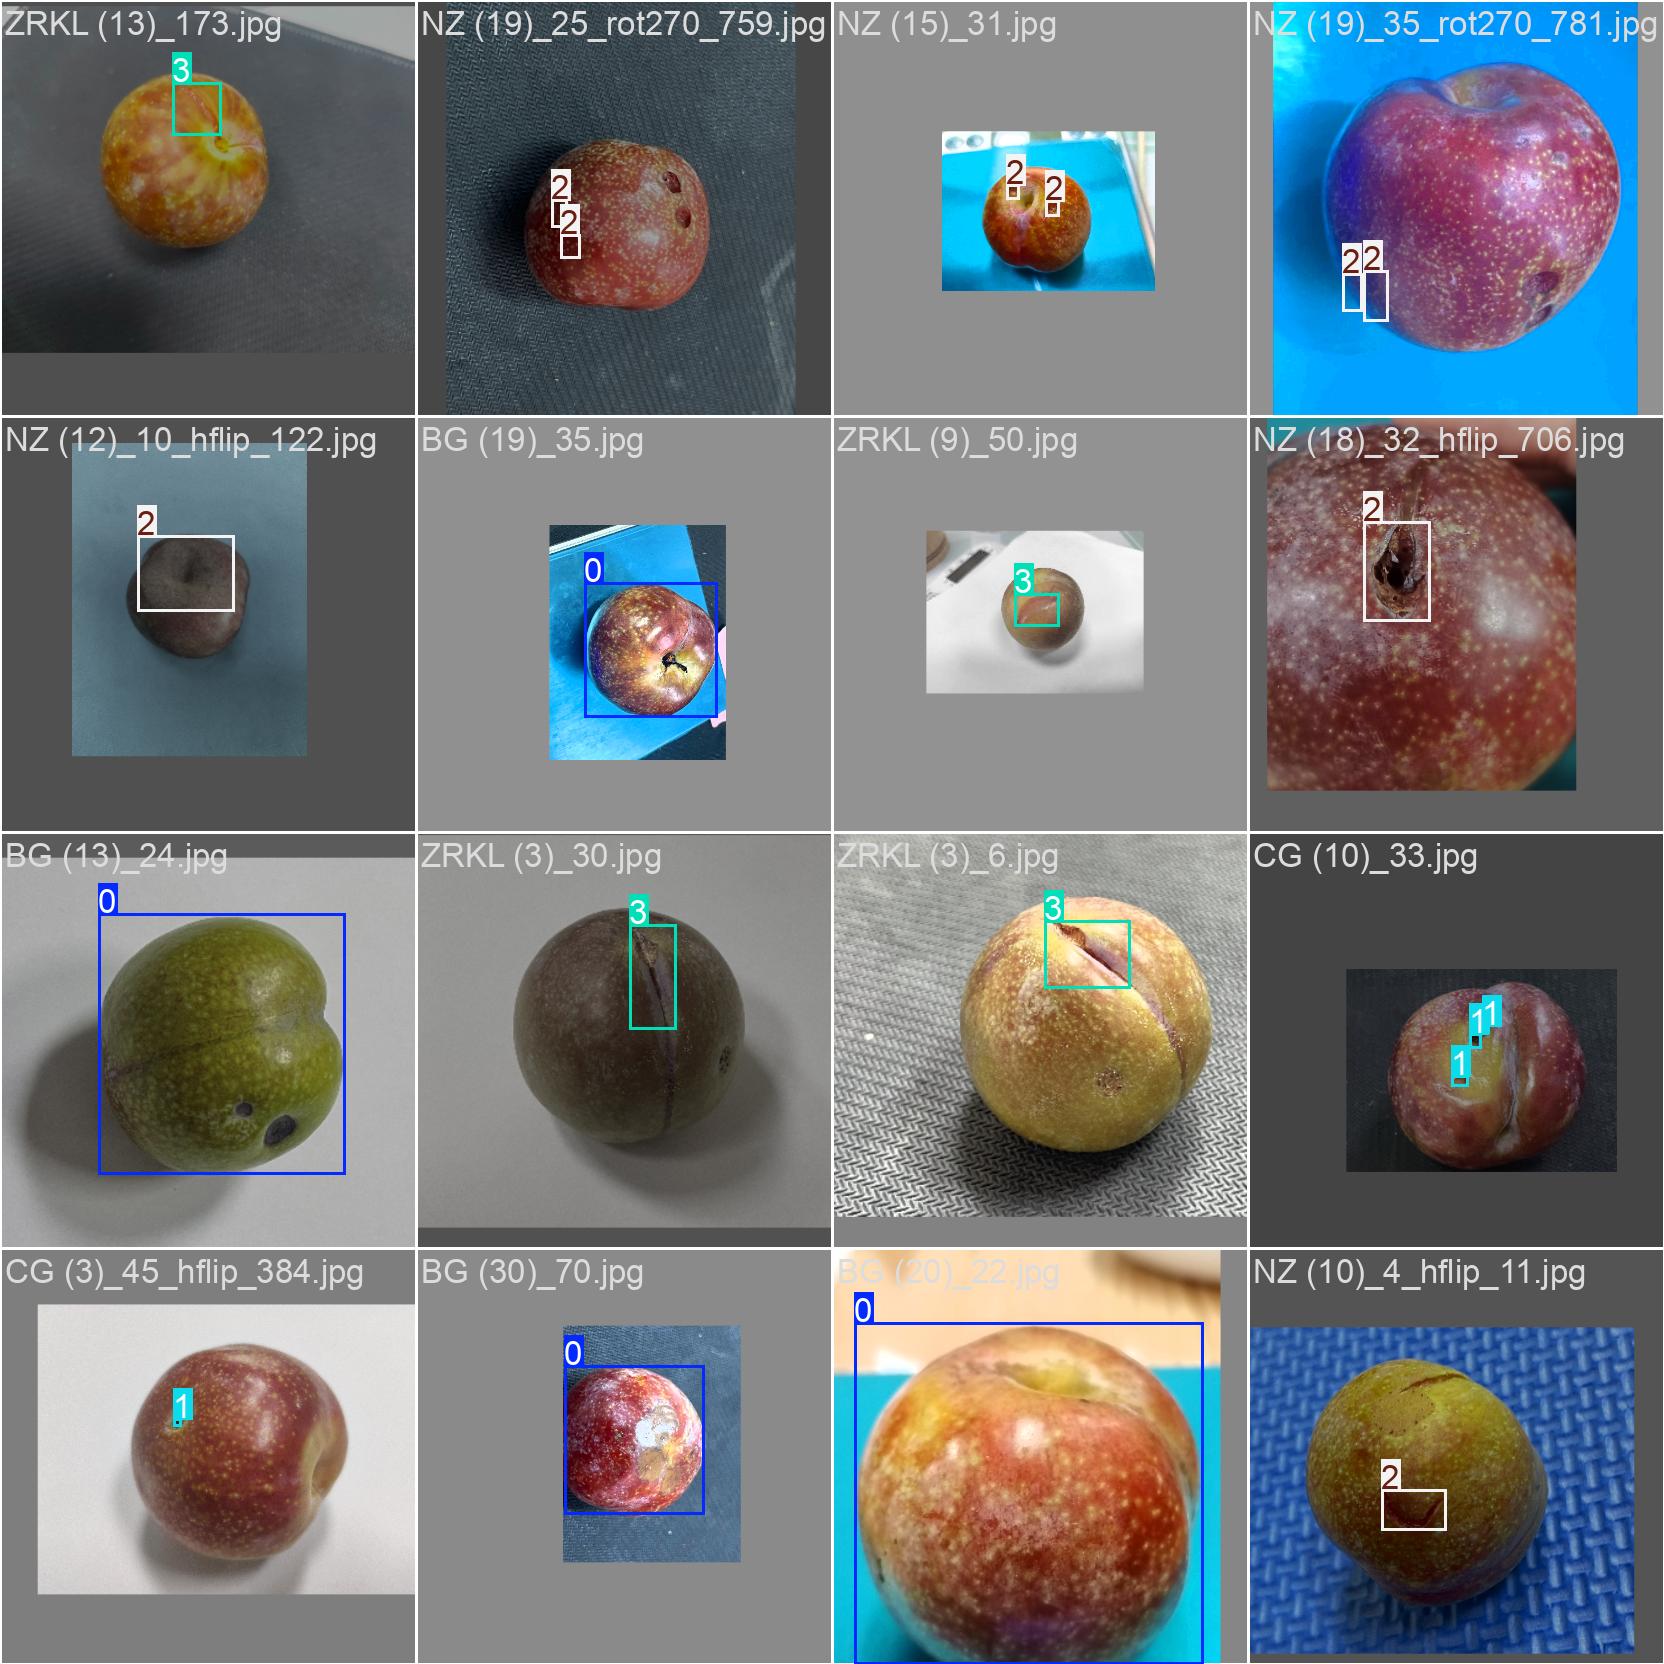 ZRKL (13)_173.jpg
3
NZ (19)_25_rot270_759.jpg
2
2
NZ (15)_31.jpg
2
2
NZ (19)_35_rot270_781.jpg
2
2
NZ (12)_10_hflip_122.jpg
2
BG (19)_35.jpg
0
ZRKL (9)_50.jpg
3
NZ (18)_32_hflip_706.jpg
2
BG (13)_24.jpg
0
ZRKL (3)_30.jpg
3
ZRKL (3)_6.jpg
3
CG (10)_33.jpg
1
1
1
CG (3)_45_hflip_384.jpg
1
BG (30)_70.jpg
0
BG (20)_22.jpg
0
NZ (10)_4_hflip_11.jpg
2